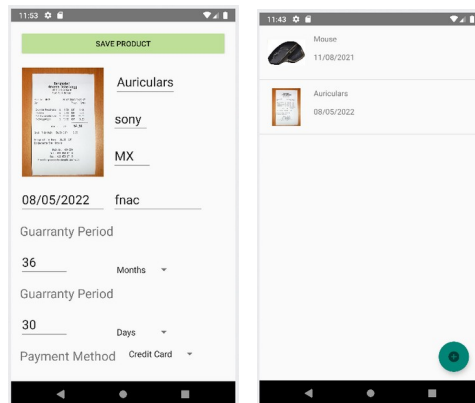 11:53
SAVE PRODUCT
Auriculars
sony
MX
08/05/2022 fnac
Guarranty Period
36 Months
Guarranty Period
30 Days
Payment Method Credit Card
11:43
Mouse
11/08/2021
Auriculars
08/05/2022